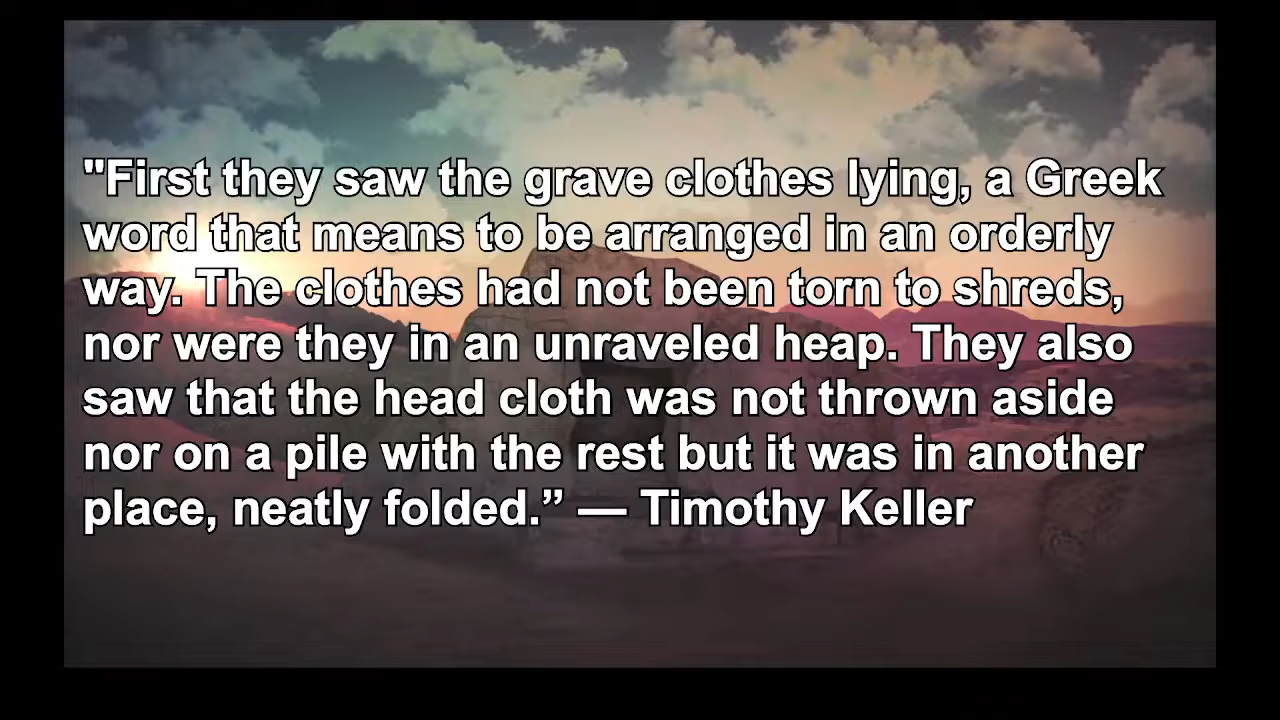 "First they saw the grave clothes lying, a Greek
word that means to be arranged in an orderly
way. The clothes had not been torn to shreds,
nor were they in an unraveled heap. They also
saw that the head cloth was not thrown aside
nor on a pile with the rest but it was in another
place, neatly folded.” — Timothy Keller